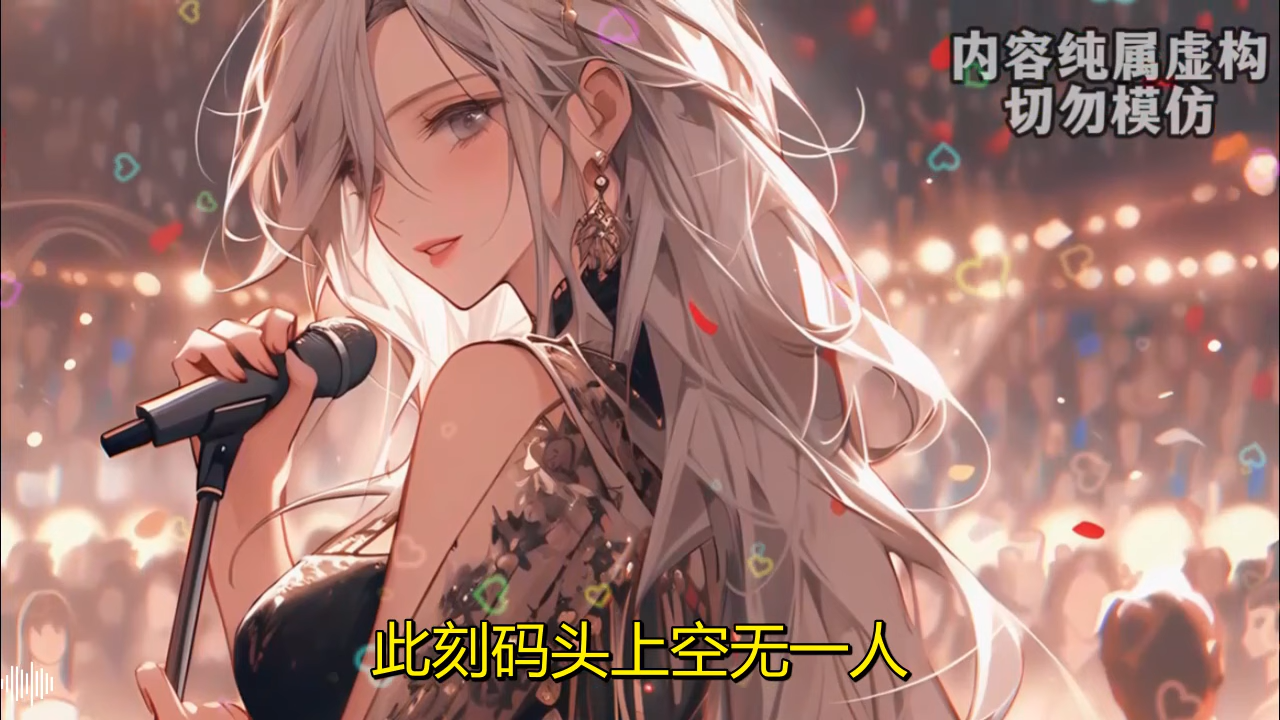 内容纯属虚构
切勿模仿
此刻码头上空无一人